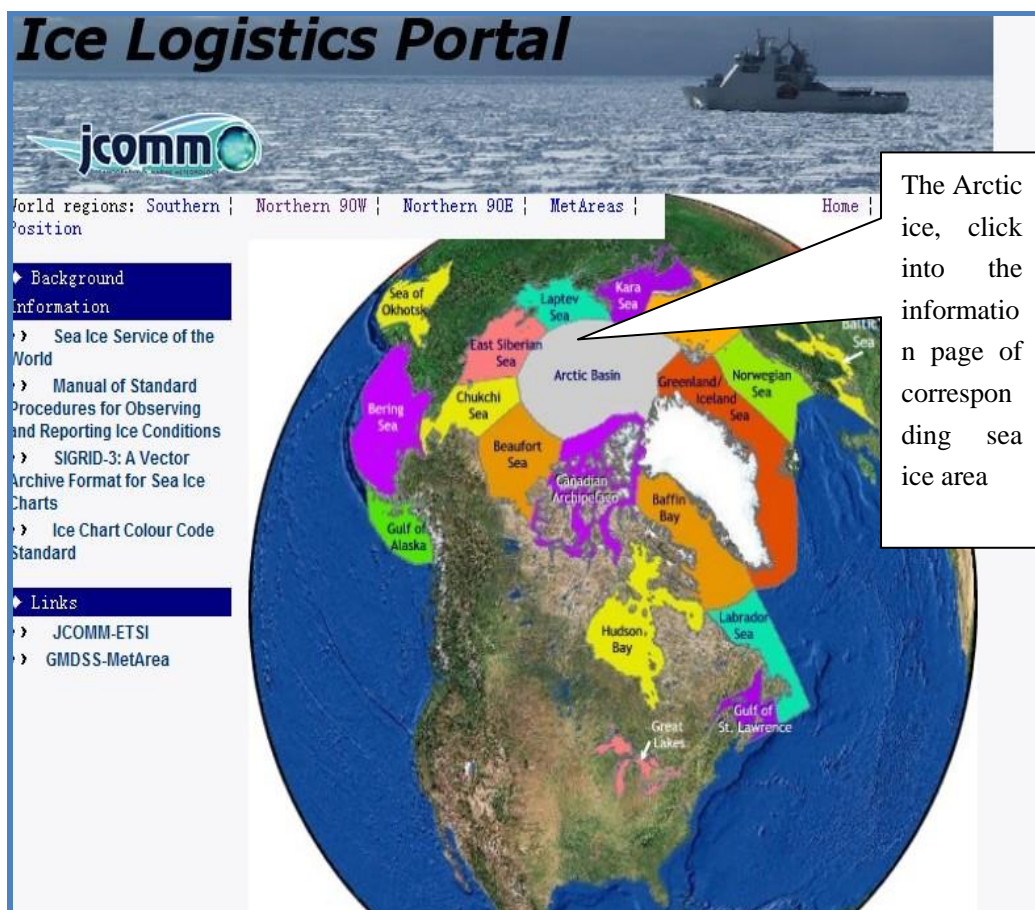 Ice Logistics Portal
jcomm
World regions: Southern ¦ Northern 90W ¦ Northern 90E ¦ MetAreas ¦ Home ¦
Position
Background
Information
Sea Ice Service of the
World
Manual of Standard
Procedures for Observing
and Reporting Ice Conditions
SIGRID-3: A Vector
Archive Format for Sea Ice
Charts
Ice Chart Colour Code
Standard
Links
JCOMM-ETSI
GMDSS-MetArea
The Arctic
ice, click
into the
informatio
n page of
correspon
ding sea
ice area
Sea of
Okhotsk
Laptev
Sea
Kara
Sea
East Siberian
Sea
Arctic Basin
Baltic
Sea
Bering
Sea
Chukchi
Sea
Greenland/
Iceland
Sea
Norwegian
Sea
Beaufort
Sea
Canadian
Archipelago
Baffin
Bay
Gulf of
Alaska
Hudson
Bay
Labrador
Sea
Gulf of
St. Lawrence
Great
Lakes